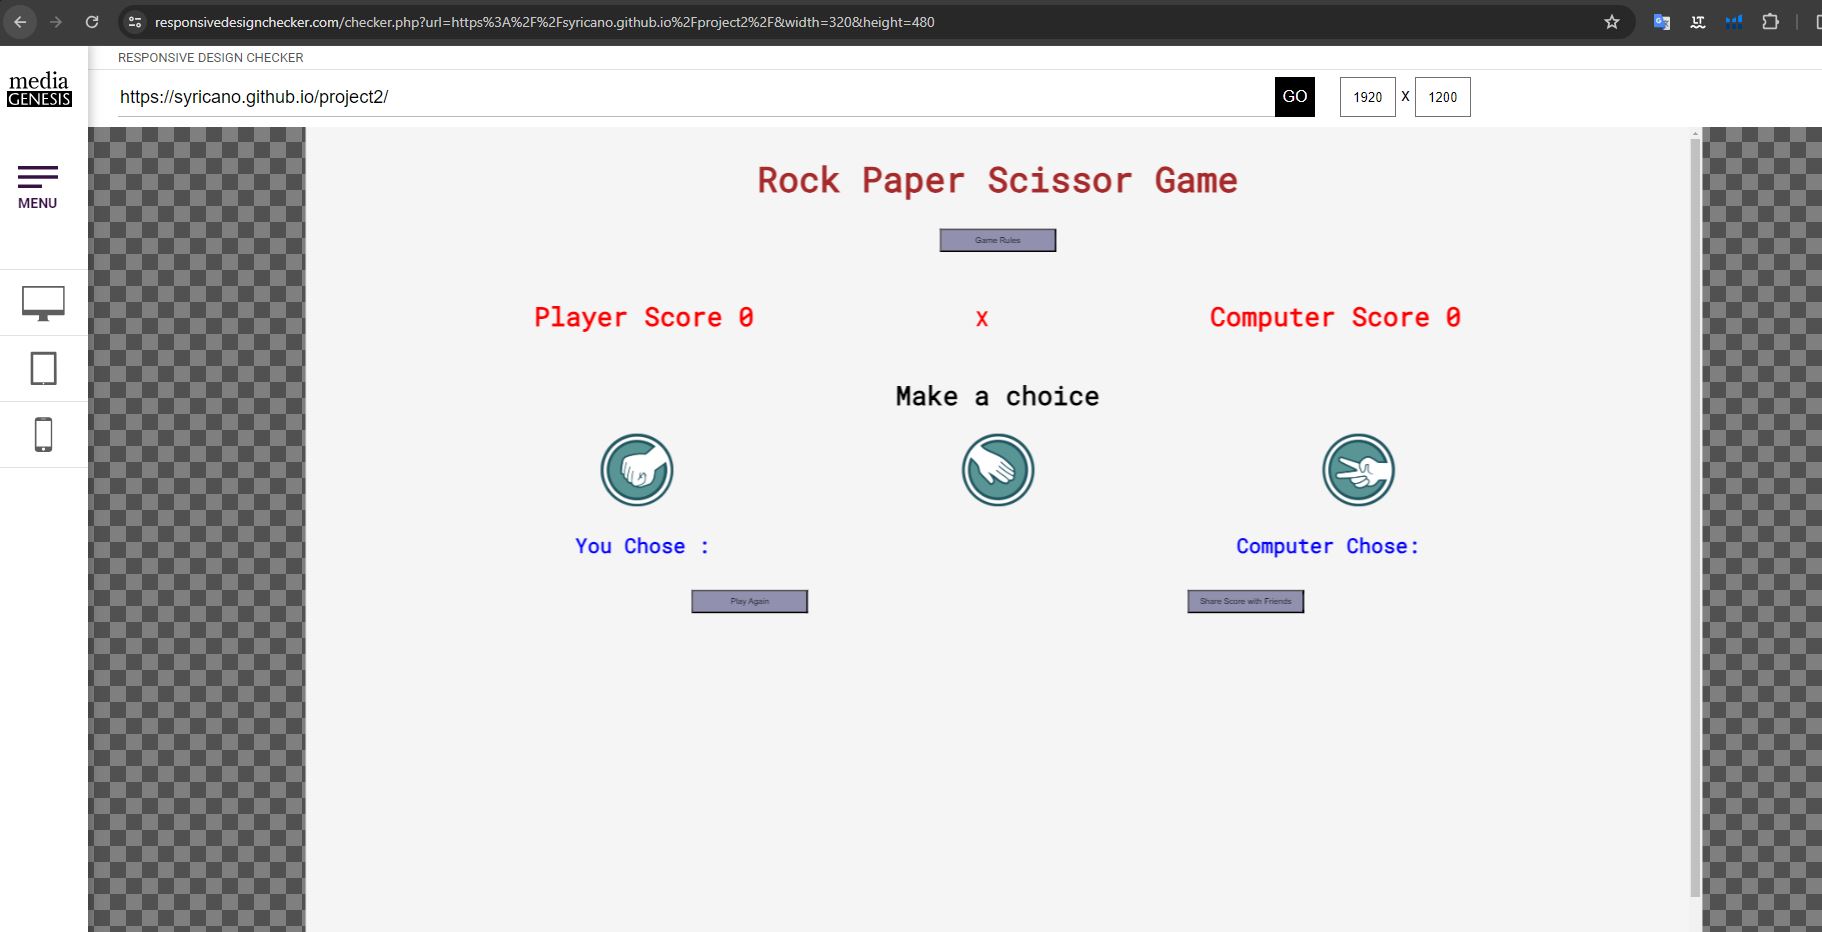 responsivedesignchecker.com/checker.php?url=https%3A%2F%2Fsyricano.github.io%2Fproject2%2F&width=320&height=480
RESPONSIVE DESIGN CHECKER
media
GENESIS
https://syricano.github.io/project2/
GO
1920 X 1200
MENU
Rock Paper Scissor Game
Game Rules
Player Score 0 X Computer Score 0
Make a choice
You Chose : Computer Chose:
Play Again Share Score with Friends